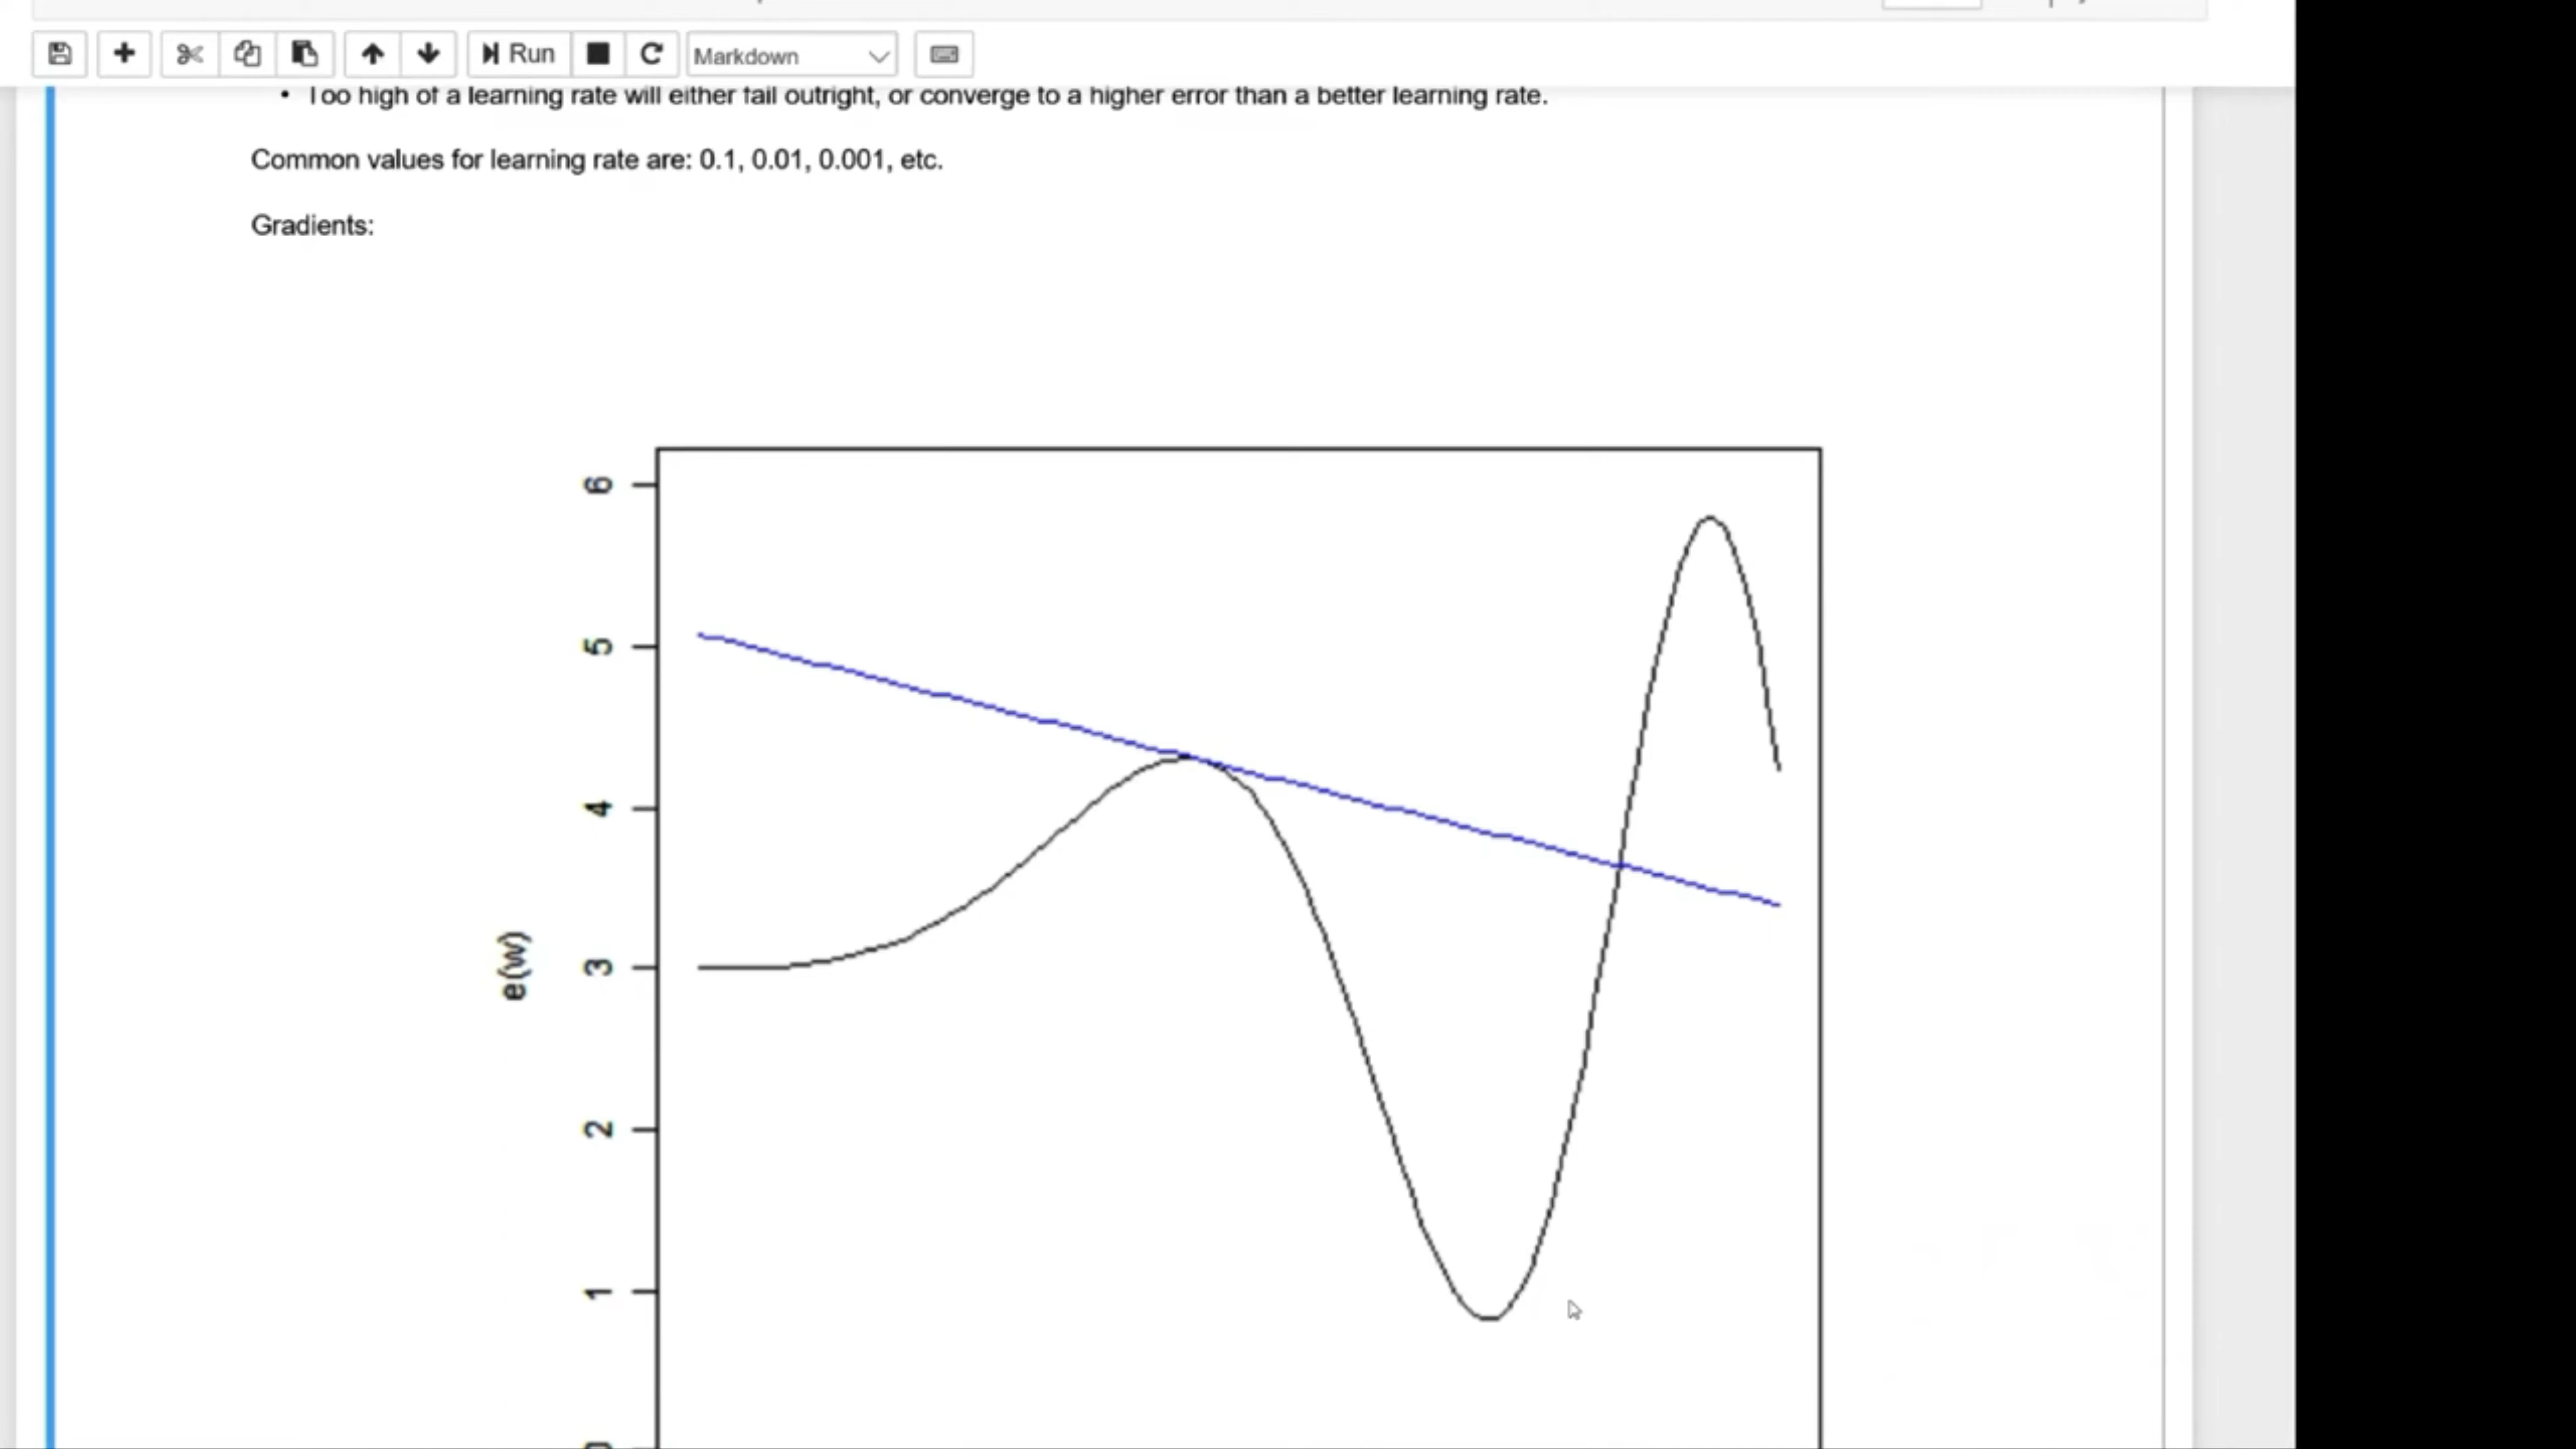 Run
Markdown
• Too high of a learning rate will either fail outright, or converge to a higher error than a better learning rate.
Common values for learning rate are: 0.1, 0.01, 0.001, etc.
Gradients:
6
5
4
e(w)
3
2
1